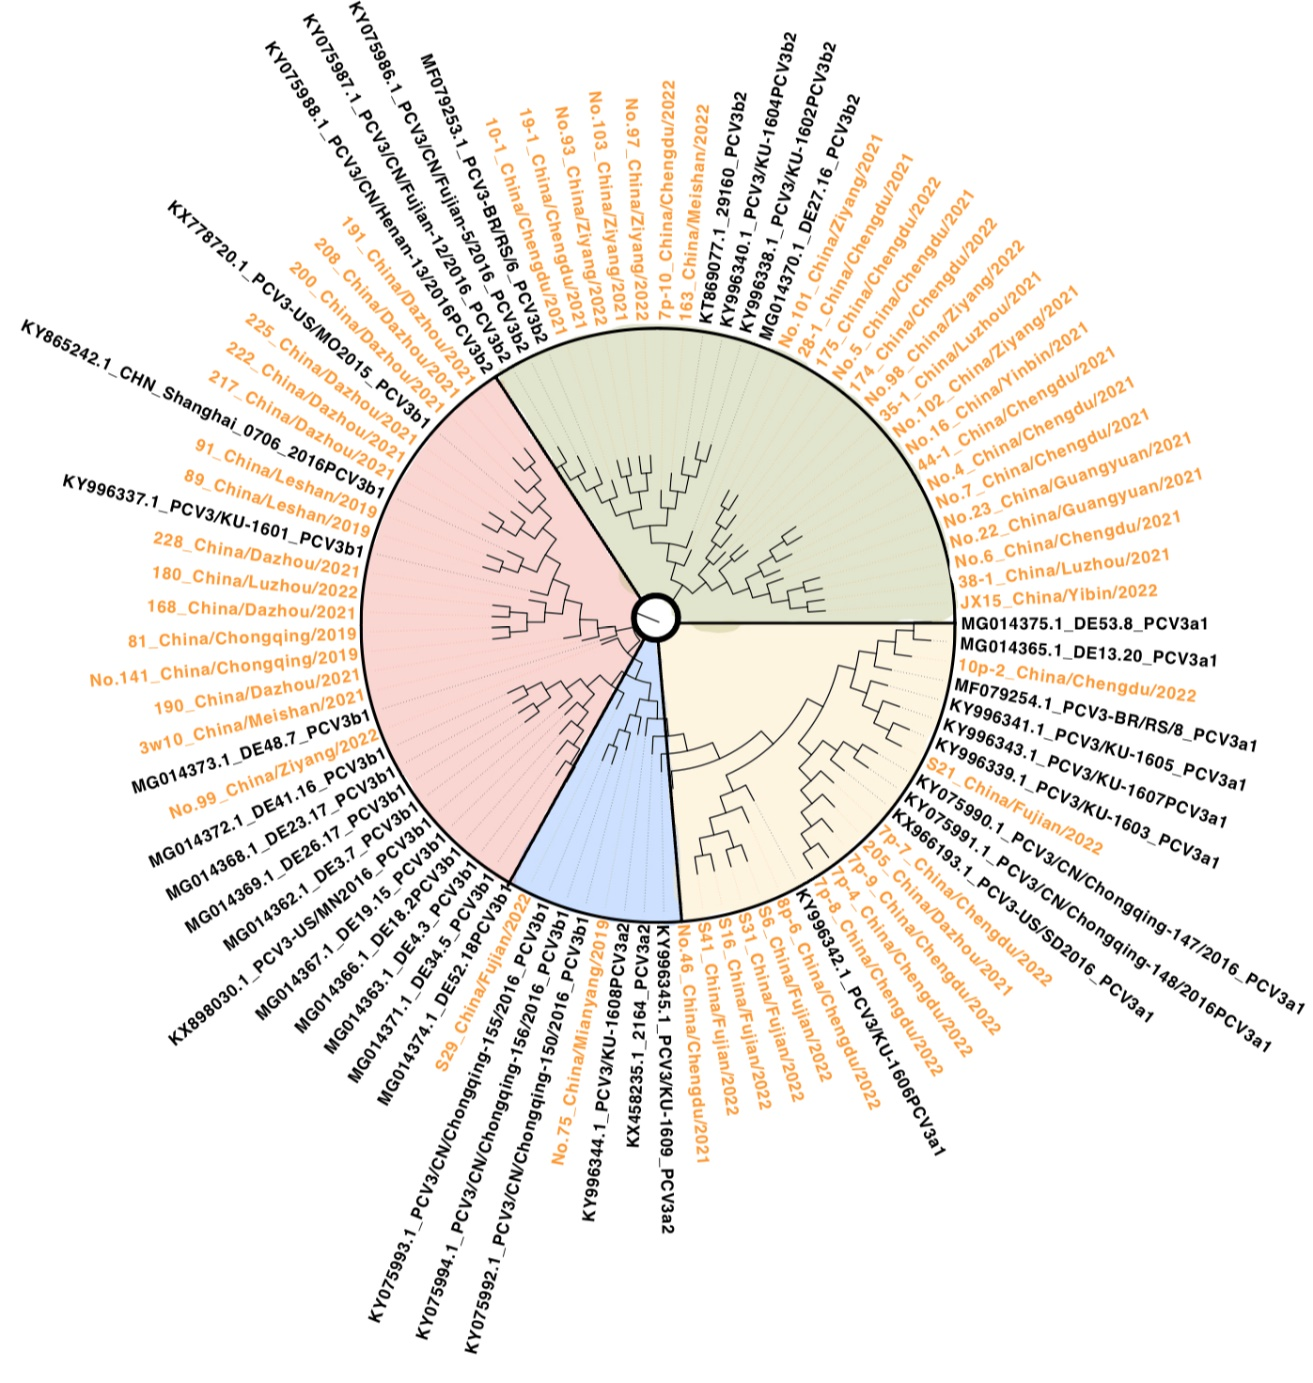 KY075988.1_PCV3/CN/Henan-13/2016PCV3b2
KY075987.1_PCV3/CN/Fujian-12/2016_PCV3b2
KY075986.1_PCV3/CN/Fujian-5/2016_PCV3b2
MF079253.1_PCV3-BR/RS/6_PCV3b2
10-1_China/Chengdu/2021
19-1_China/Chengdu/2021
No.93_China/Ziyang/2022
No.103_China/Ziyang/2021
No.97_China/Ziyang/2022
7p-10_China/Chengdu/2022
163_China/Meishan/2022
KT869077.1_29160_PCV3b2
KY996340.1_PCV3/KU-1604PCV3b2
KY996338.1_PCV3/KU-1602PCV3b2
MG014370.1_DE27.16_PCV3b2
No.101_China/Ziyang/2021
28-1_China/Chengdu/2021
175_China/Chengdu/2022
No.5_China/Chengdu/2021
174_China/Chengdu/2022
No.98_China/Ziyang/2022
35-1_China/Luzhou/2021
No.102_China/Ziyang/2021
No.16_China/Yinbin/2021
44-1_China/Chengdu/2021
No.4_China/Chengdu/2021
No.7_China/Chengdu/2021
No.23_China/Guangyuan/2021
No.22_China/Guangyuan/2021
No.6_China/Chengdu/2021
38-1_China/Luzhou/2021
JX15_China/Yibin/2022
MG014375.1_DE53.8_PCV3a1
MG014365.1_DE13.20_PCV3a1
10p-2_China/Chengdu/2022
MF079254.1_PCV3-BR/RS/8_PCV3a1
KY996341.1_PCV3/KU-1605_PCV3a1
KY996343.1_PCV3/KU-1607PCV3a1
KY996339.1_PCV3/KU-1603_PCV3a1
S21_China/Fujian/2022
KY075990.1_PCV3/CN/Chongqing-147/2016_PCV3a1
KY075991.1_PCV3/CN/Chongqing-148/2016PCV3a1
KX966193.1_PCV3-US/SD2016_PCV3a1
7p-7_China/Chengdu/2022
205_China/Dazhou/2021
7p-9_China/Chengdu/2022
7p-4_China/Chengdu/2022
7p-8_China/Chengdu/2022
KY996342.1_PCV3/KU-1606PCV3a1
8p-6_China/Chengdu/2022
S6_China/Fujian/2022
S31_China/Fujian/2022
S16_China/Fujian/2022
S41_China/Fujian/2022
No.46_China/Chengdu/2021
KY996345.1_PCV3/KU-1609_PCV3a2
KX458235.1_2164_PCV3a2
KY996344.1_PCV3/KU-1608PCV3a2
No.75_China/Mianyang/2019
KY075992.1_PCV3/CN/Chongqing-150/2016_PCV3b1
KY075994.1_PCV3/CN/Chongqing-156/2016_PCV3b1
KY075993.1_PCV3/CN/Chongqing-155/2016_PCV3b1
S29_China/Fujian/2022
MG014374.1_DE52.18PCV3b1
MG014371.1_DE34.5_PCV3b1
MG014363.1_DE4.3_PCV3b1
MG014366.1_DE18.2PCV3b1
MG014367.1_DE19.15_PCV3b1
KX898030.1_PCV3-US/MN2016_PCV3b1
MG014362.1_DE3.7_PCV3b1
MG014369.1_DE26.17_PCV3b1
MG014368.1_DE23.17_PCV3b1
MG014372.1_DE41.16_PCV3b1
No.99_China/Ziyang/2022
MG014373.1_DE48.7_PCV3b1
3w10_China/Meishan/2021
190_China/Dazhou/2021
No.141_China/Chongqing/2019
81_China/Chongqing/2019
168_China/Dazhou/2021
180_China/Luzhou/2022
228_China/Dazhou/2021
KY996337.1_PCV3/KU-1601_PCV3b1
89_China/Leshan/2019
91_China/Leshan/2019
KY865242.1_CHN_Shanghai_0706_2016PCV3b1
217_China/Dazhou/2021
222_China/Dazhou/2021
225_China/Dazhou/2021
KX778720.1_PCV3-US/MO2015_PCV3b1
200_China/Dazhou/2021
208_China/Dazhou/2021
191_China/Dazhou/2021